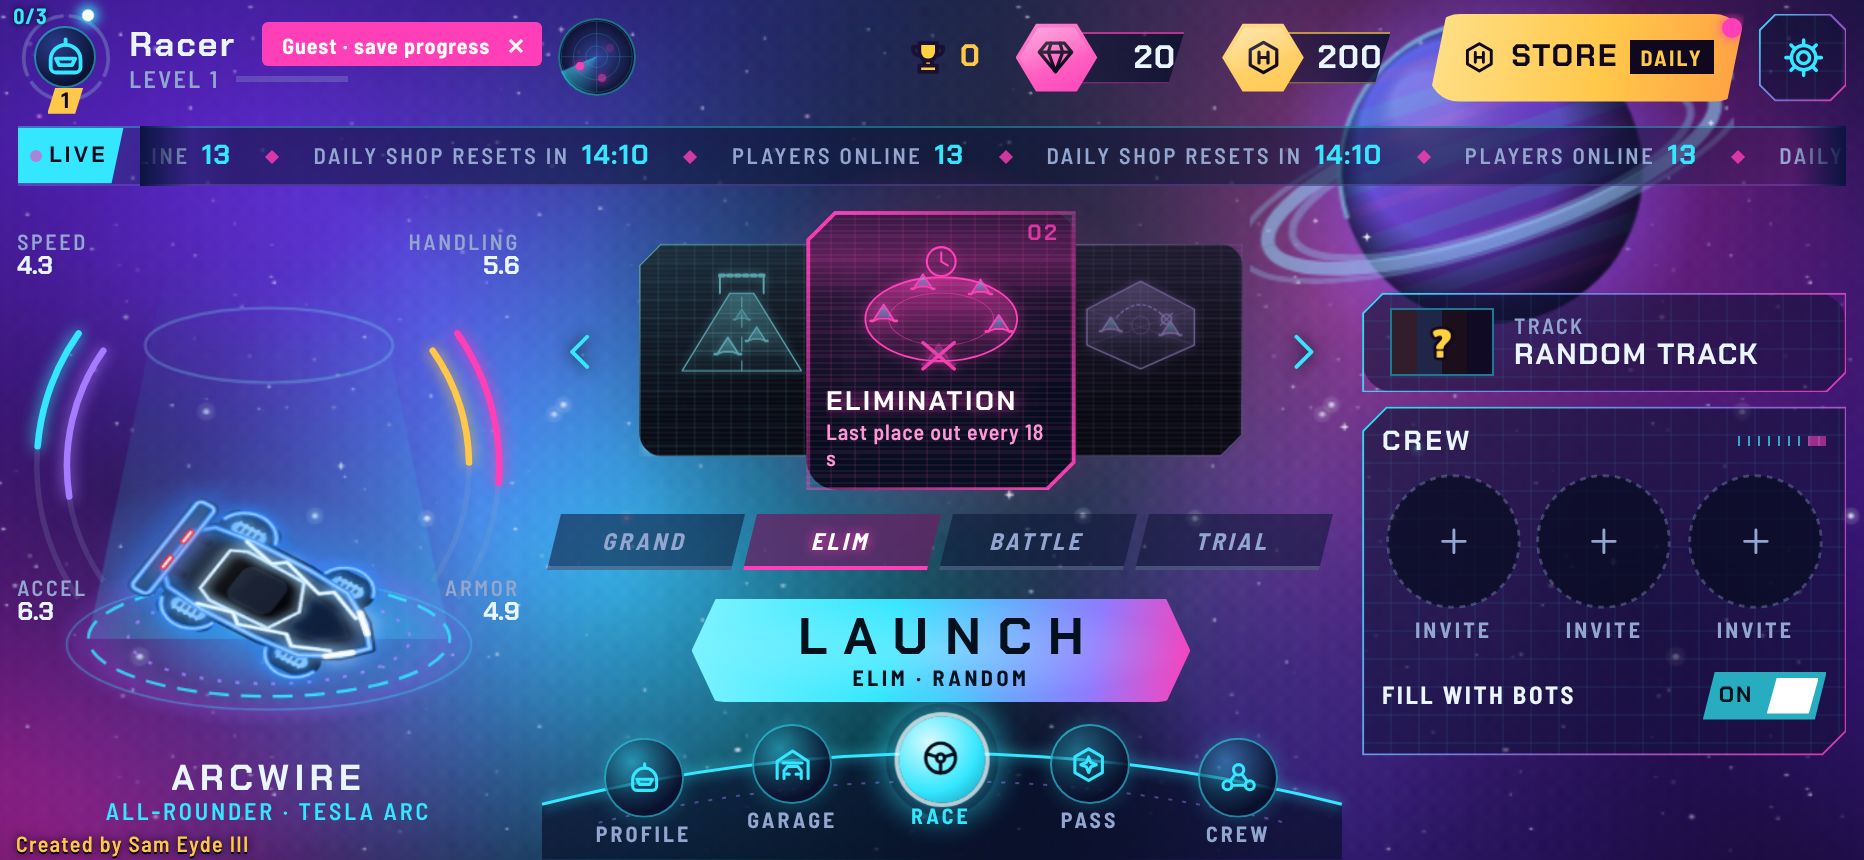 0/3
Racer
LEVEL 1
1
Guest · save progress ✕
0
20
200
STORE DAILY
LIVE
INE 13 ◆ DAILY SHOP RESETS IN 14:10 ◆ PLAYERS ONLINE 13 ◆ DAILY SHOP RESETS IN 14:10 ◆ PLAYERS ONLINE 13 ◆ DAILY
SPEED
4.3
HANDLING
5.6
ACCEL
6.3
ARMOR
4.9
ARCWIRE
ALL-ROUNDER · TESLA ARC
Created by Sam Eyde III
02
ELIMINATION
Last place out every 18
s
GRAND
ELIM
BATTLE
TRIAL
LAUNCH
ELIM · RANDOM
PROFILE
GARAGE
RACE
PASS
CREW
?
TRACK
RANDOM TRACK
CREW
+ + +
INVITE INVITE INVITE
FILL WITH BOTS ON